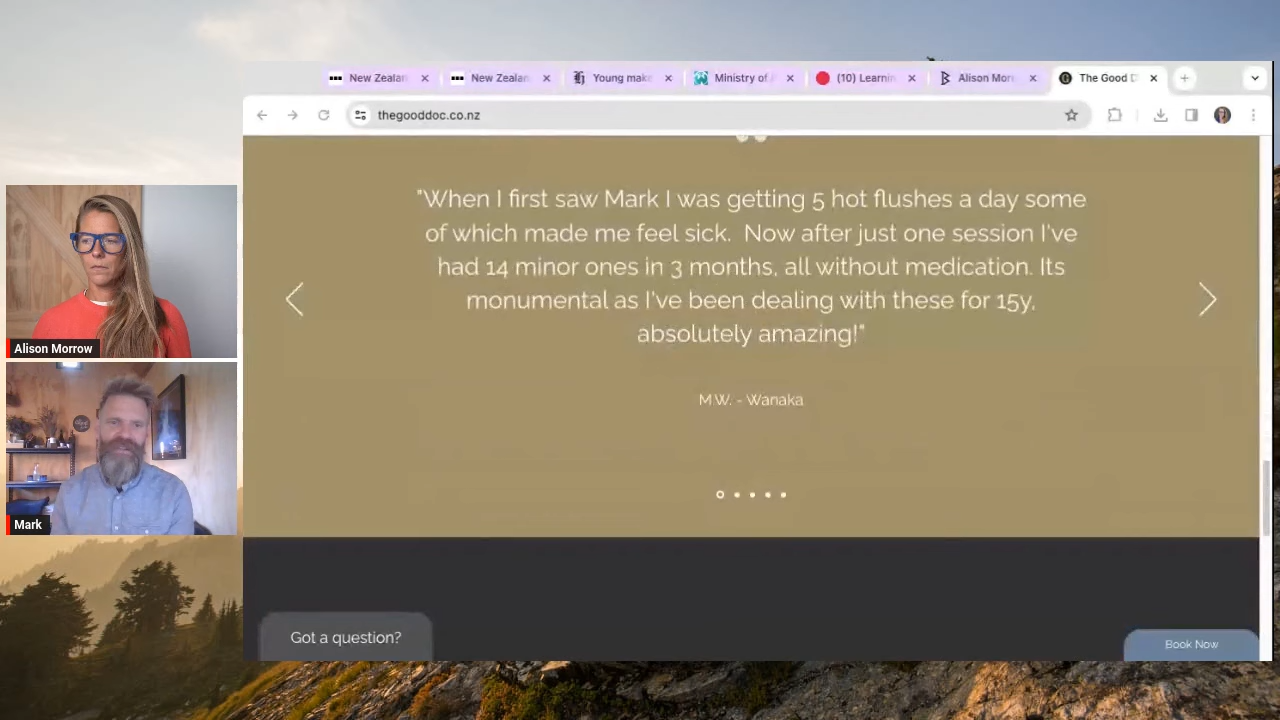 New Zealan
New Zealan
Young mak
Ministry of
(10) Learnin
Alison Mor
The Good D
thegooddoc.co.nz
"When I first saw Mark I was getting 5 hot flushes a day some
of which made me feel sick.  Now after just one session I've
had 14 minor ones in 3 months, all without medication. Its
monumental as I've been dealing with these for 15y,
absolutely amazing!"
M.W. - Wanaka
Got a question?
Book Now
Alison Morrow
Mark